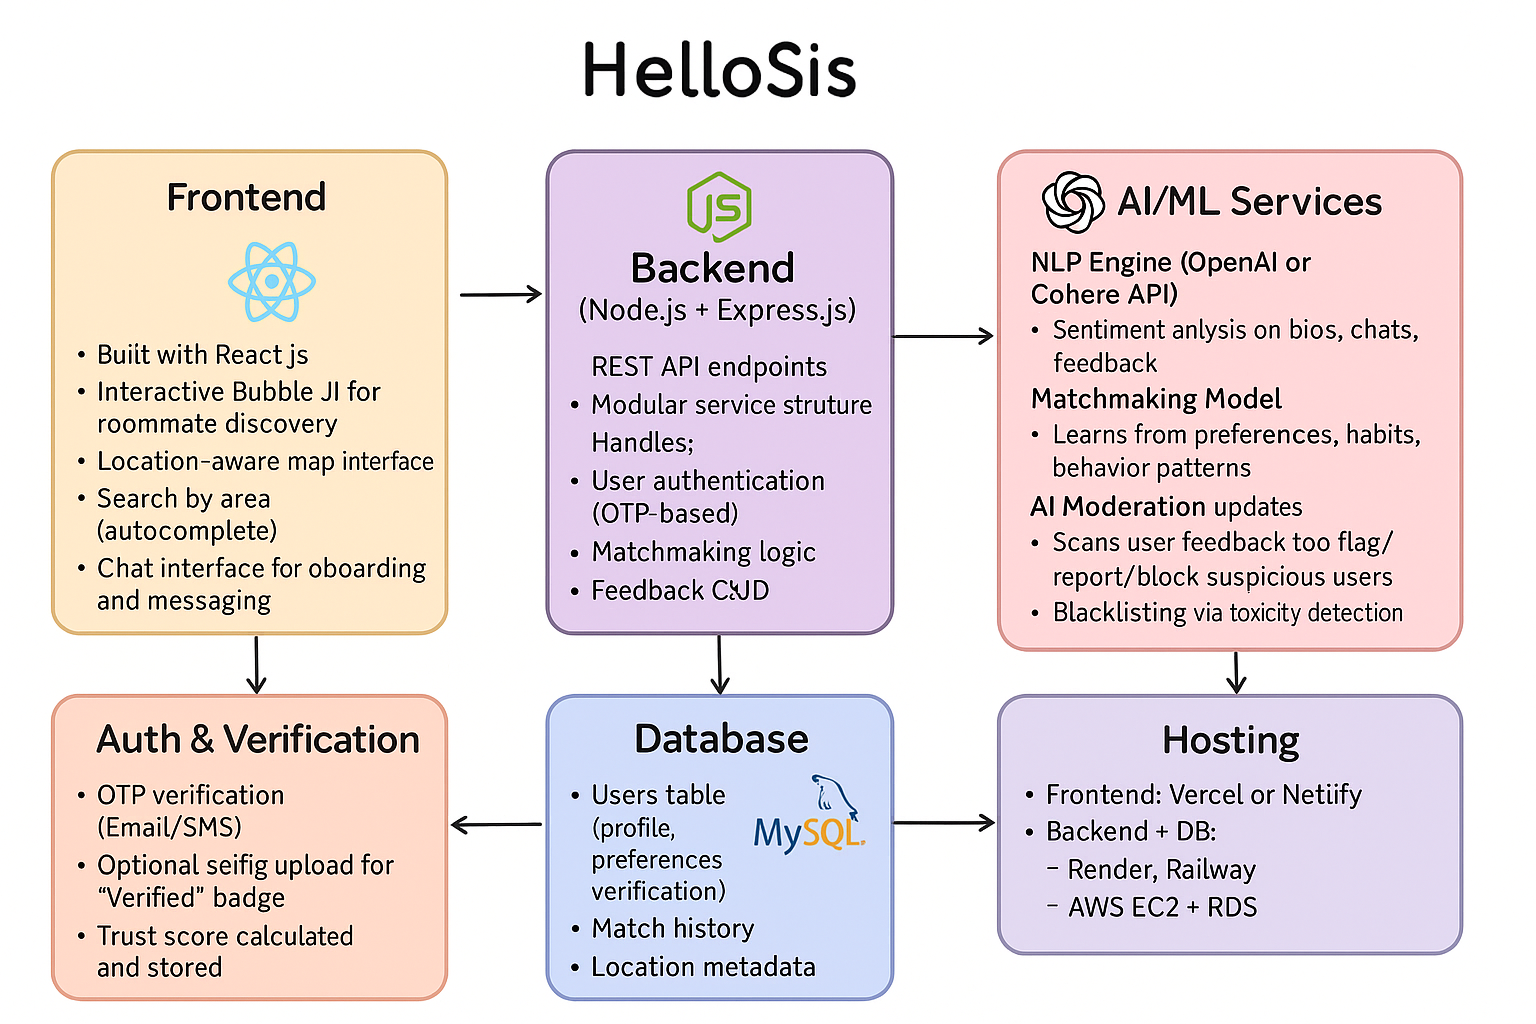 HelloSis
Frontend
• Built with React js
• Interactive Bubble JI for
roommate discovery
• Location-aware map interface
• Search by area
(autocomplete)
• Chat interface for oboarding
and messaging
JS
Backend
(Node.js + Express.js)
REST API endpoints
• Modular service struture
Handles;
• User authentication
(OTP-based)
• Matchmaking logic
• Feedback
AI/ML Services
NLP Engine (OpenAI or
Cohere API)
• Sentiment anlysis on bios, chats,
feedback
Matchmaking Model
• Learns from preferences, habits,
behavior patterns
AI Moderation updates
• Scans user feedback too flag/
report/block suspicious users
• Blacklisting via toxicity detection
Auth & Verification
• OTP verification
(Email/SMS)
• Optional seifig upload for
“Verified” badge
• Trust score calculated
and stored
Database
• Users table
(profile,
preferences
verification)
MySQL
• Match history
• Location metadata
Hosting
• Frontend: Vercel or Netiify
• Backend + DB:
– Render, Railway
– AWS EC2 + RDS